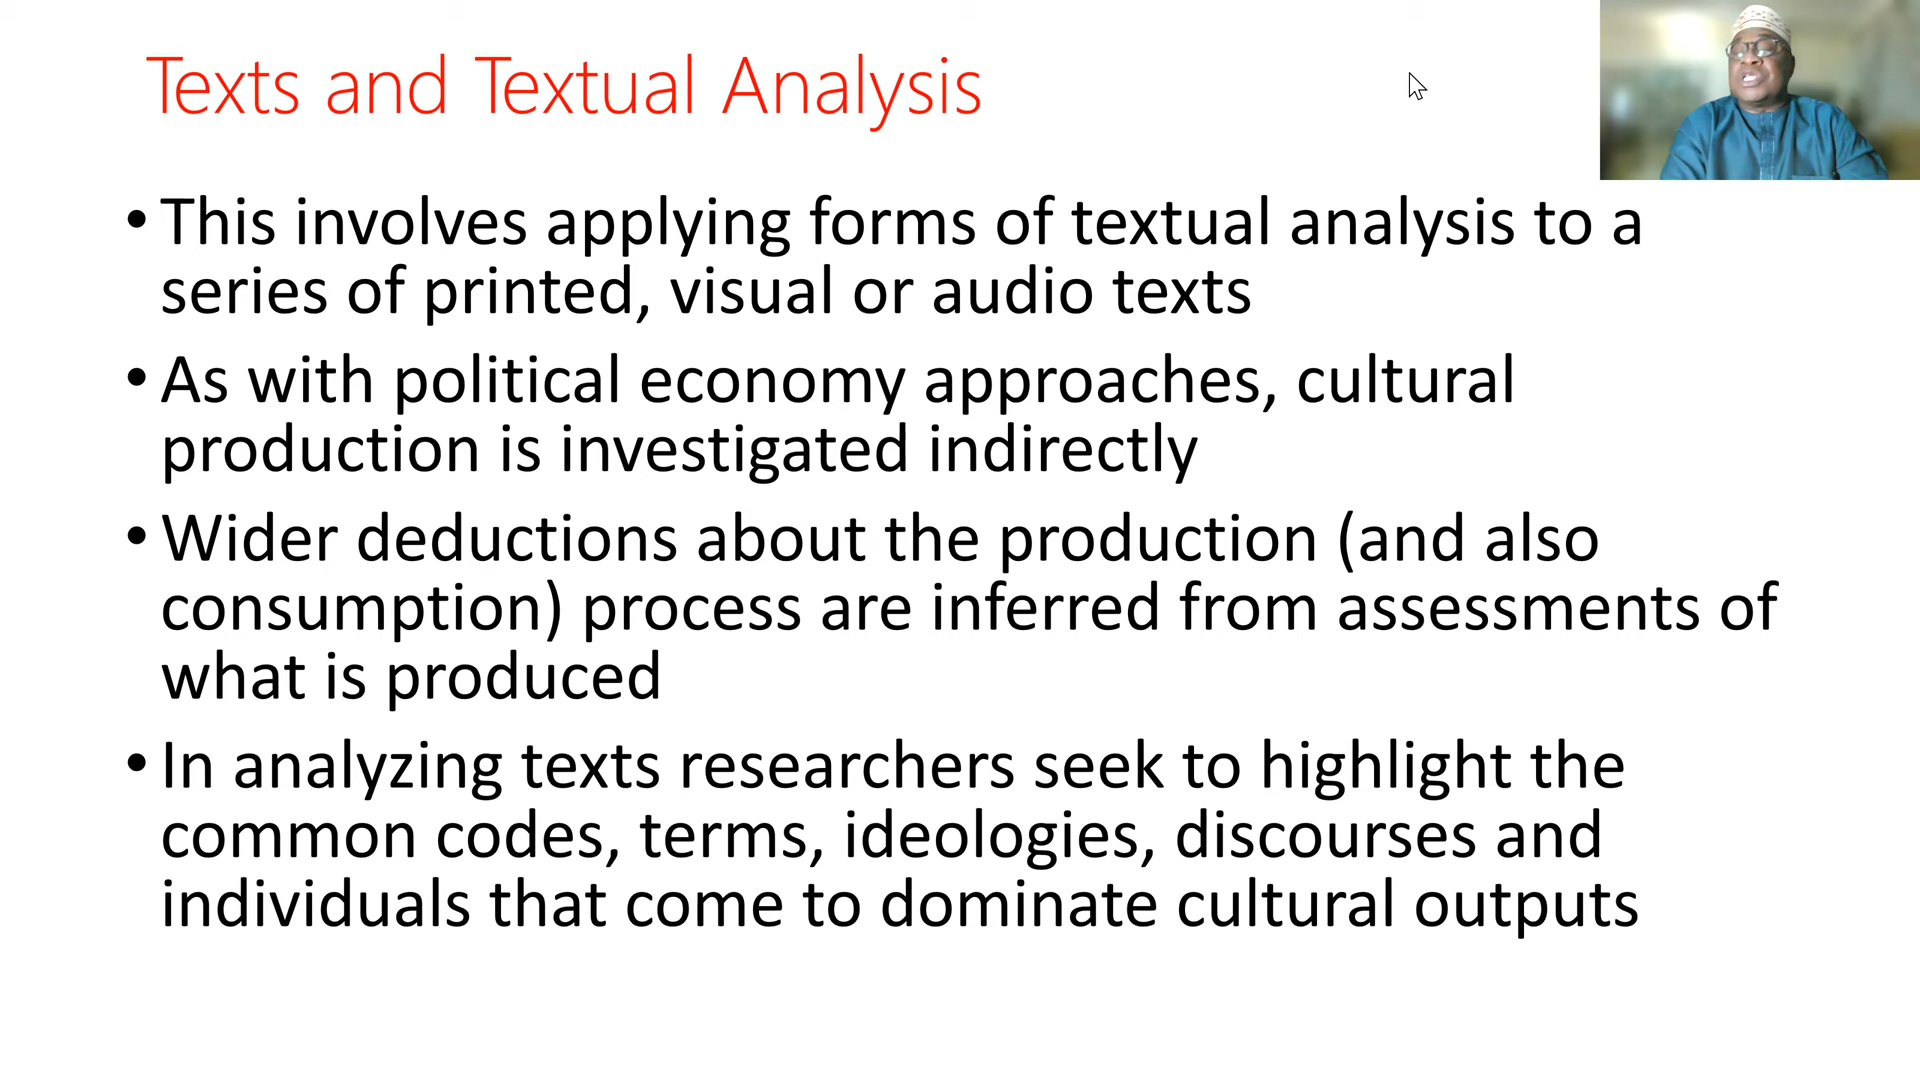 Texts and Textual Analysis
• This involves applying forms of textual analysis to a
series of printed, visual or audio texts
• As with political economy approaches, cultural
production is investigated indirectly
• Wider deductions about the production (and also
consumption) process are inferred from assessments of
what is produced
• In analyzing texts researchers seek to highlight the
common codes, terms, ideologies, discourses and
individuals that come to dominate cultural outputs